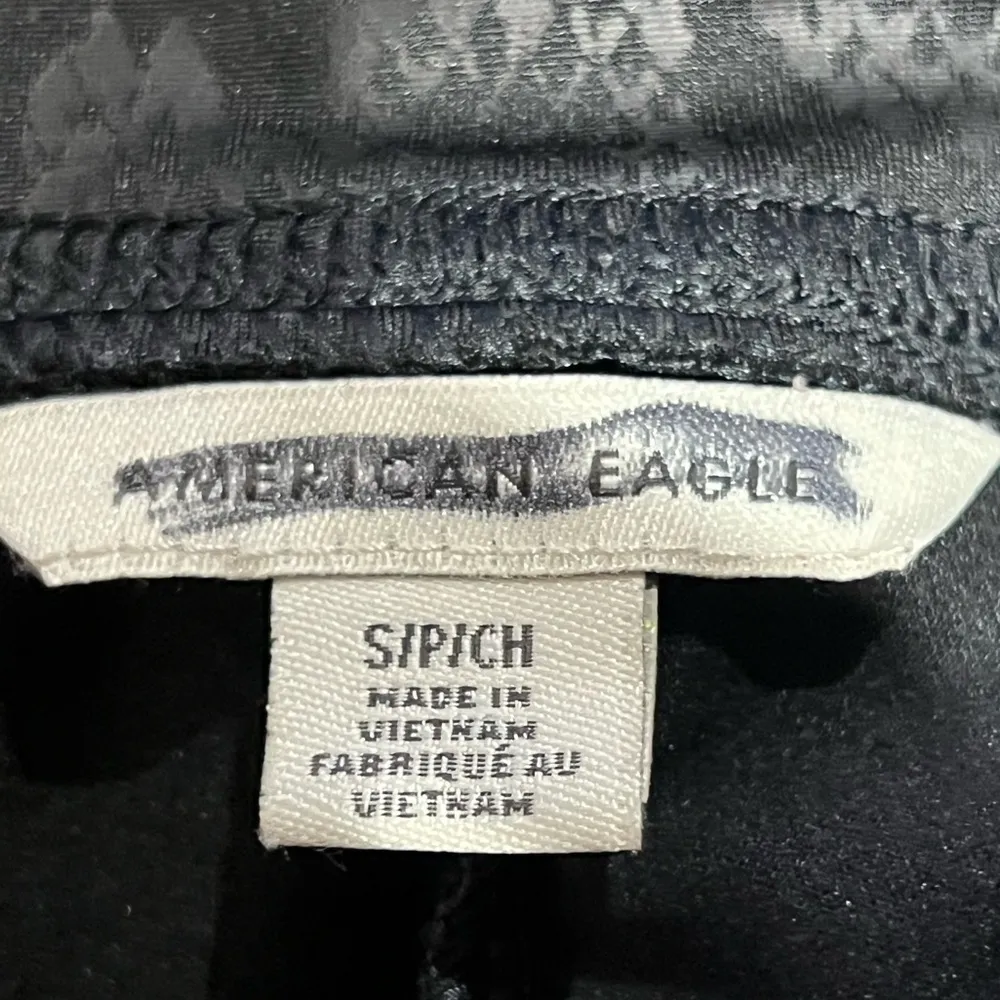 AMERICAN EAGLE
S/P/CH
MADE IN
VIETNAM
FABRIQUÉ AU
VIETNAM